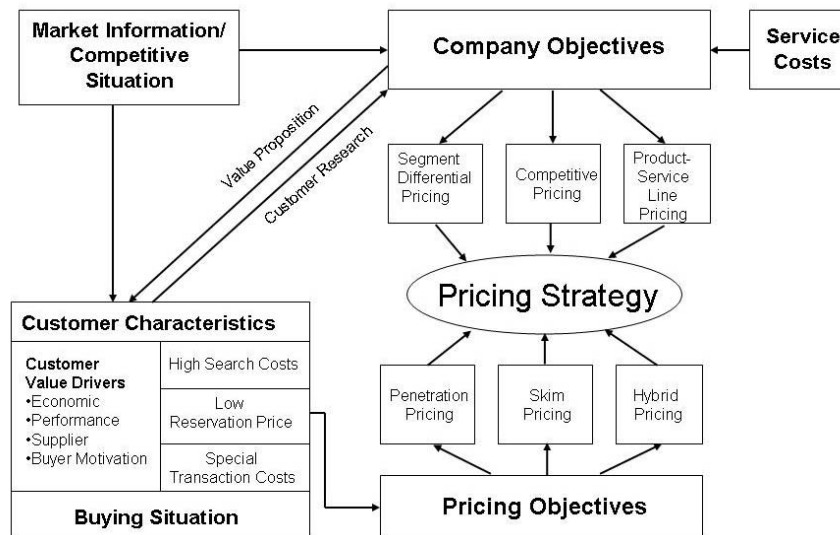 Market Information/
Competitive
Situation
Company Objectives
Service
Costs
Value Proposition
Customer Research
Segment
Differential
Pricing
Competitive
Pricing
Product-
Service
Line
Pricing
Pricing Strategy
Customer Characteristics
Customer
Value Drivers
•Economic
•Performance
•Supplier
•Buyer Motivation
High Search Costs
Low
Reservation Price
Special
Transaction Costs
Buying Situation
Penetration
Pricing
Skim
Pricing
Hybrid
Pricing
Pricing Objectives